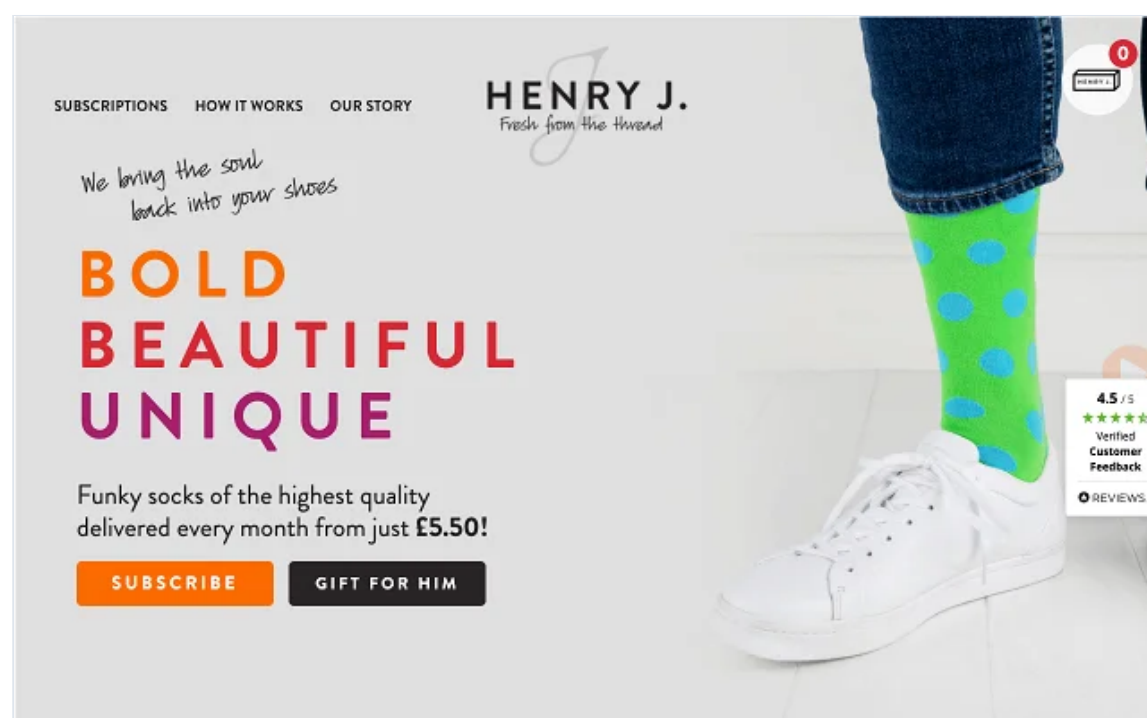 SUBSCRIPTIONS HOW IT WORKS OUR STORY
HENRY J.
Fresh from the thread
0
HENRY J.
We bring the soul
back into your shoes
BOLD
BEAUTIFUL
UNIQUE
Funky socks of the highest quality
delivered every month from just £5.50!
SUBSCRIBE GIFT FOR HIM
4.5 / 5
Verified
Customer
Feedback
REVIEWS